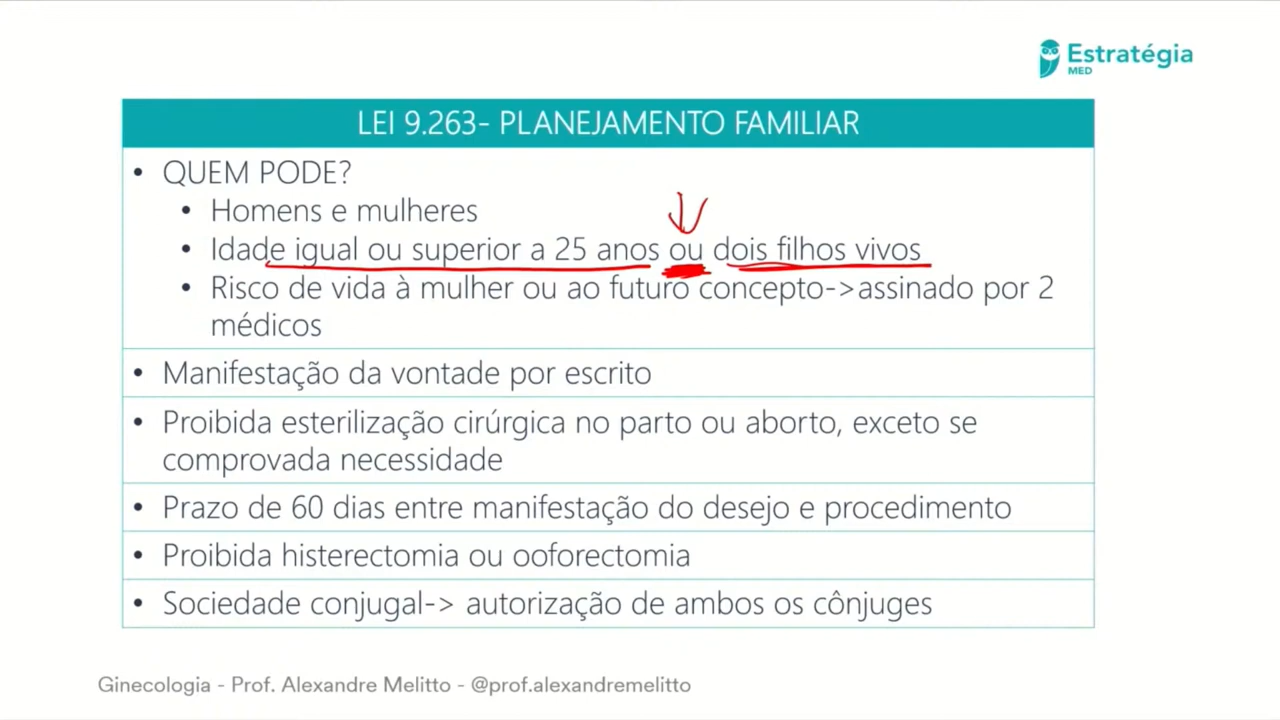 Estratégia
MED
LEI 9.263- PLANEJAMENTO FAMILIAR
• QUEM PODE?
• Homens e mulheres
• Idade igual ou superior a 25 anos ou dois filhos vivos
• Risco de vida à mulher ou ao futuro concepto->assinado por 2
médicos
• Manifestação da vontade por escrito
• Proibida esterilização cirúrgica no parto ou aborto, exceto se
comprovada necessidade
• Prazo de 60 dias entre manifestação do desejo e procedimento
• Proibida histerectomia ou ooforectomia
• Sociedade conjugal-> autorização de ambos os cônjuges
Ginecologia - Prof. Alexandre Melitto - @prof.alexandremelitto